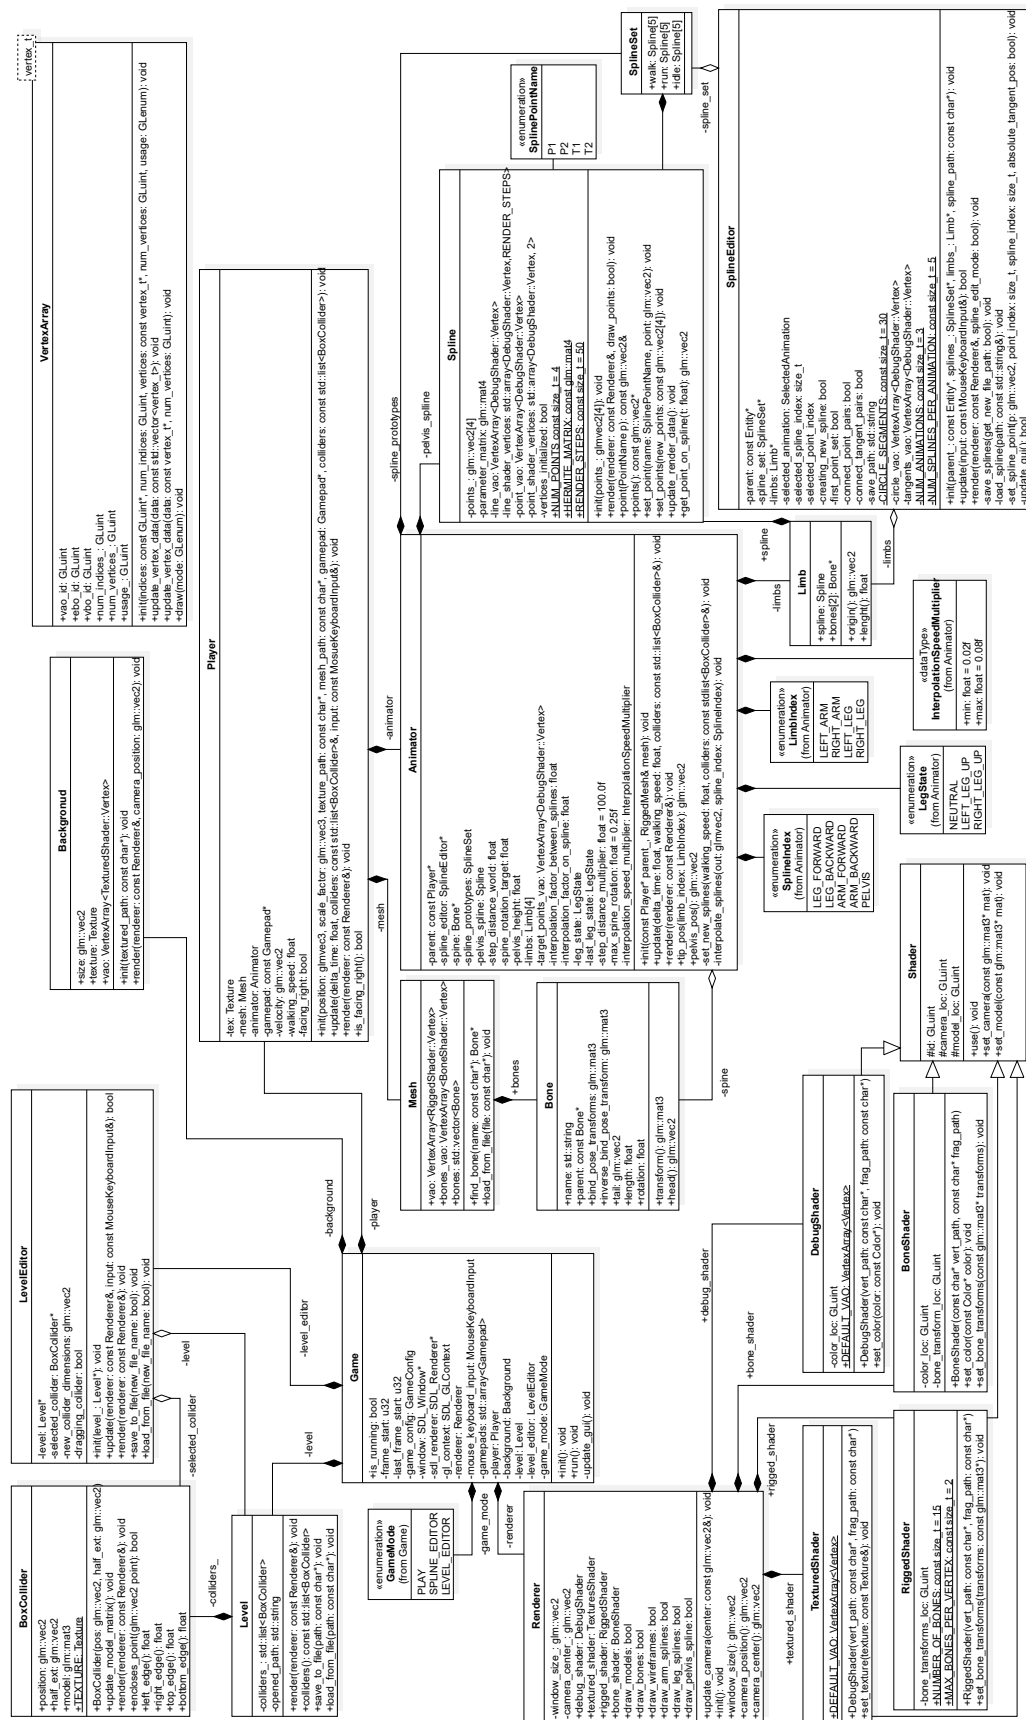 BoxCollider
+position: glm::vec2
+half_ext: glm::vec2
+model: glm::mat3
+TEXTURE: Texture
+BoxCollider(pos: glm::vec2, half_ext: glm::vec2)
+update_model_matrix(): void
+render(renderer: const Renderer&): void
+endoses_point(glm::vec2 point): bool
+left_edge(): float
+right_edge(): float
+top_edge(): float
+bottom_edge(): float
LevelEditor
-level: Level*
-selected_collider: BoxCollider*
-new_collider_dimensions: glm::vec2
-dragging_collider: bool
+init(level_: Level*): void
+update(renderer: const Renderer&, input: const MouseKeyboardInput&): bool
+render(renderer: const Renderer&): void
+save_to_file(new_file_name: bool): void
+load_from_file(new_file_name: bool): void
-colliders_
-selected_collider
-level
Level
-colliders_: std::list<BoxCollider>
+opened_path: std::string
+render(renderer: const Renderer&): void
+colliders(): const std::list<BoxCollider>
+save_to_file(path: const char*): void
+load_from_file(path: const char*): void
-level
-level_editor
-background
-player
Backgronud
+size: glm::vec2
+texture: Texture
+vao: VertexArray<TexturedShader::Vertex>
+init(textured_path: const char*): void
+render(renderer: const Renderer&, camera_position: glm::vec2): void
VertexArray
vertex_t
+vao_id: GLuint
+ebo_id: GLuint
+vbo_id: GLuint
+num_indices_: GLuint
+num_vertices_: GLuint
+usage_: GLuint
+init(indices: const GLuint*, num_indices: GLuint, vertices: const vertex_t*, num_vertices: GLuint, usage: GLenum): void
+update_vertex_data(data: const std::vector<vertex_t>): void
+update_vertex_data(data: const vertex_t*, num_vertices: GLuint): void
+draw(mode: GLenum): void
Player
-tex: Texture
-mesh: Mesh
-animator: Animator
-gamepad: const Gamepad*
-velocity: glm::vec2
-walking_speed: float
-facing_right: bool
+init(position: glmvec3, scale_factor: glm::vec3, texture_path: const char*, mesh_path: const char*, gamepad: Gamepad*, colliders: const std::list<BoxCollider>): void
+update(delta_time: float, colliders: const std::list<BoxCollider>&, input: const MosueKeyboardInput&): void
+render(renderer: const Renderer&): void
+is_facing_right(): bool
Game
+is_running: bool
-frame_start: u32
-last_frame_start: u32
-game_config: GameConfig
-window: SDL_Window*
-sdl_renderer: SDL_Renderer*
-gl_context: SDL_GLContext
-renderer: Renderer
-mouse_keyboard_input: MouseKeyboardInput
-gamepads: std::array<Gamepad>
-player: Player
-background: Background
-level: Level
-level_editor: LevelEditor
-game_mode: GameMode
+init(): void
+run(): void
-update_gui(): void
«enumeration»
GameMode
(from Game)
PLAY
SPLINE_EDITOR
LEVEL_EDITOR
-game_mode
-renderer
-mesh
-animator
-spline_prototypes
-pelvis_spliine
Mesh
+vao: VertexArray<RiggedShader::Vertex>
+bones_vao: VertexArray<BoneShader::Vertex>
+bones: std::vector<Bone>
+find_bone(name: const char*): Bone*
+load_from_file(file: const char*): void
+bones
Bone
+name: std::string
+parent: const Bone*
+bind_pose_transforms: glm::mat3
+inverse_bind_pose_transform: glm::mat3
+tail: glm::vec2
+length: float
+rotation: float
+transform(): glm::mat3
+head(): glm::vec2
-spine
Animator
-parent: const Player*
-spline_editor: SplineEditor*
-spine: Bone*
-spline_prototypes: SplineSet
-pelvis_spline: Spline
-step_distance_world: float
-spline_rotation_target: float
-pelvis_height: float
-limbs: Limb[4]
-target_points_vao: VertexArray<DebugShader::Vertex>
-interpolation_factor_between_splines: float
-interpolation_factor_on_spline: float
-leg_state: LegState
-last_leg_state: LegState
-step_distance_multiplier: float = 100.0f
-max_spine_rotation: float = 0.25f
-interpolation_speed_multiplier: InterpolationSpeedMultiplier
+init(const Player* parent_, RiggedMesh& mesh): void
+update(delta_time: float, walking_speed: float, colliders: const std::list<BoxCollider>&): void
+render(renderer: const Renderer&): void
+tip_pos(limb_index: LimbIndex): glm::vec2
+pelvis_pos(): glm::vec2
-set_new_splines(walking_speed: float, colliders: const stdlist<BoxCollider>&): void
-interpolate_splines(out: glmvec2, spline_index: SplineIndex): void
Spline
-points_: glm::vec2[4]
-parameter_matrix: glm::mat4
-line_vao: VertexArray<DebugShader::Vertex>
-line_shader_vertices: std::array<DebugShader::Vertex,RENDER_STEPS>
-point_vao: VertexArray<DebugShader::Vertex>
-point_shader_vertices: std::array<DebugShader::Vertex, 2>
-vertices_initialized: bool
+NUM_POINTS const size_t = 4
+HERMITE_MATRIX: const glm::mat4
+RENDER_STEPS: const size_t = 50
+init(points_: glmvec2[4]): void
+render(renderer: const Renderer&, draw_points: bool): void
+point(PointName p): const glm::vec2&
+points(): const glm::vec2*
+set_point(name: SplinePointName, point: glm::vec2): void
+set_points(new_points: const glm::vec2[4]): void
+update_render_data(): void
+get_point_on_spline(t: float): glm::vec2
«enumeration»
SplinePointName
P1
P2
T1
T2
SplineSet
+walk: Spline[5]
+run: Spline[5]
+idle: Spline[5]
-spline_set
SplineEditor
-parent: const Entity*
-spline_set: SplineSet*
-limbs: Limb*
-selected_animation: SelectedAnimation
-selected_spline_index: size_t
-selected_point_index
-creating_new_spline: bool
-first_point_set: bool
-connect_point_pairs: bool
-connect_tangent_pairs: bool
-save_path: std::string
-CIRCLE_SEGMENTS: const size_t = 30
-circle_vao: VertexArray<DebugShader::Vertex>
-tangents_vao: VertexArray<DebugShader::Vertex>
-NUM_ANIMATIONS: const size_t = 3
-NUM_SPLINES_PER_ANIMATION: const size_t = 5
+init(parent_: const Entity*, splines_: SplineSet*, limbs_: Limb*, spline_path: const char*): void
+update(input: const MouseKeyboardInput&): bool
+render(renderer: const Renderer&, spline_edit_mode: bool): void
-save_splines(get_new_file_path: bool): void
-load_spline(path: const std::string&): void
-set_spline_point(p: glm::vec2, point_index: size_t, spline_index: size_t, absolute_tangent_pos: bool): void
-update_gui(): bool
-limbs
+spline
-limbs
Limb
+spline: Spline
+bones[2]: Bone*
+origin(): glm::vec2
+lenght(): float
«dataType»
InterpolationSpeedMultiplier
(from Animator)
+min: float = 0.02f
+max: float = 0.08f
«enumeration»
LimbIndex
(from Animator)
LEFT_ARM
RIGHT_ARM
LEFT_LEG
RIGHT_LEG
«enumeration»
LegState
(from Animator)
NEUTRAL
LEFT_LEG_UP
RIGHT_LEG_UP
«enumeration»
SplineIndex
(from Animator)
LEG_FORWARD
LEG_BACKWARD
ARM_FORWARD
ARM_BACKWARD
PELVIS
Renderer
-window_size_: glm::vec2
-camera_center_: glm::vec2
+debug_shader: DebugShader
+textured_shader: TexturesShader
+rigged_shader: RiggedShader
+bone_shader: BoneShader
+draw_models: bool
+draw_bones: bool
+draw_wireframes: bool
+draw_arm_splines: bool
+draw_leg_splines: bool
+draw_pelvis_spline: bool
+update_camera(center: const glm::vec2&): void
+init(): void
+window_size(): glm::vec2
+camera_position(): glm::vec2
+camera_center(): glm::vec2
+textured_shader
+rigged_shader
+bone_shader
+debug_shader
TexturedShader
+DEFAULT_VAO: VertexArray<Vertex>
+DebugShader(vert_path: const char*, frag_path: const char*)
+set_texture(texture: const Texture&): void
DebugShader
-color_loc: GLuint
+DEFAULT_VAO: VertexArray<Vertex>
+DebugShader(vert_path: const char*, frag_path: const char*)
+set_color(color: const Color*): void
RiggedShader
-bone_transforms_loc: GLuint
+NUMBER_OF_BONES: const size_t = 15
+MAX_BONES_PER_VERTEX: const size_t = 2
+RiggedShader(vert_path: const char*, frag_path: const char*)
+set_bone_transforms(transforms: const glm::mat3*): void
BoneShader
-color_loc: GLuint
-bone_transform_loc: GLuint
+BoneShader(const char* vert_path, const char* frag_path)
+set_color(const Color* color): void
+set_bone_transforms(const glm::mat3* transforms): void
Shader
#id: GLuint
#camera_loc: GLuint
#model_loc: GLuint
+use(): void
+set_camera(const glm::mat3* mat): void
+set_model(const glm::mat3* mat): void